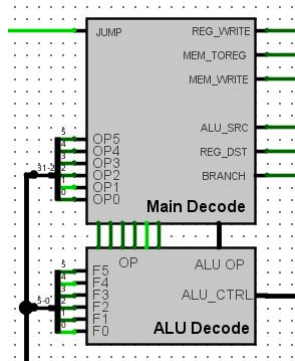 JUMP REG_WRITE
MEM_TOREG
MEM_WRITE
ALU_SRC
5 OP5 REG_DST
4 OP4 BRANCH
3 OP3
31-2 2 OP2
1 OP1
0 OP0
Main Decode
OP ALU OP
5 F5 ALU_CTRL
4 F4
3 F3
5-0 2 F2
1 F1
0 F0
ALU Decode